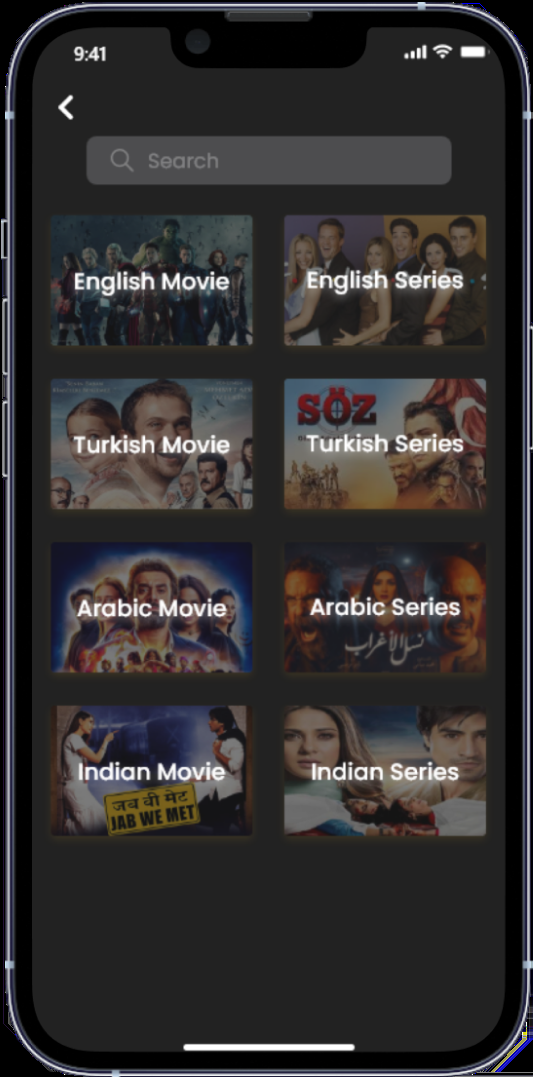 9:41
Search
English Movie
English Series
Turkish Movie
SÖZ
Turkish Series
Arabic Movie
Arabic Series
نسل الأغراب
Indian Movie
जब वी मेट
JAB WE MET
Indian Series